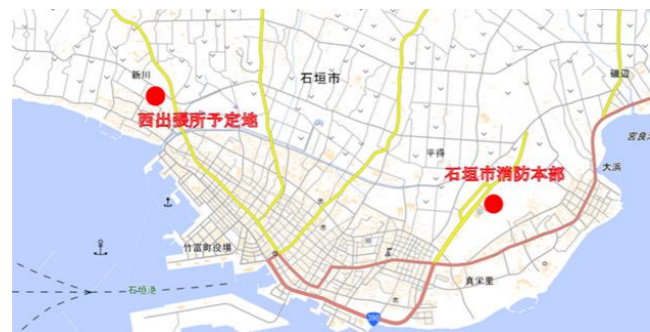 新川
石垣市
磯辺
西出張所予定地
宮良
平得
石垣市消防本部
大浜
竹富町役場
真栄里
石垣港
390